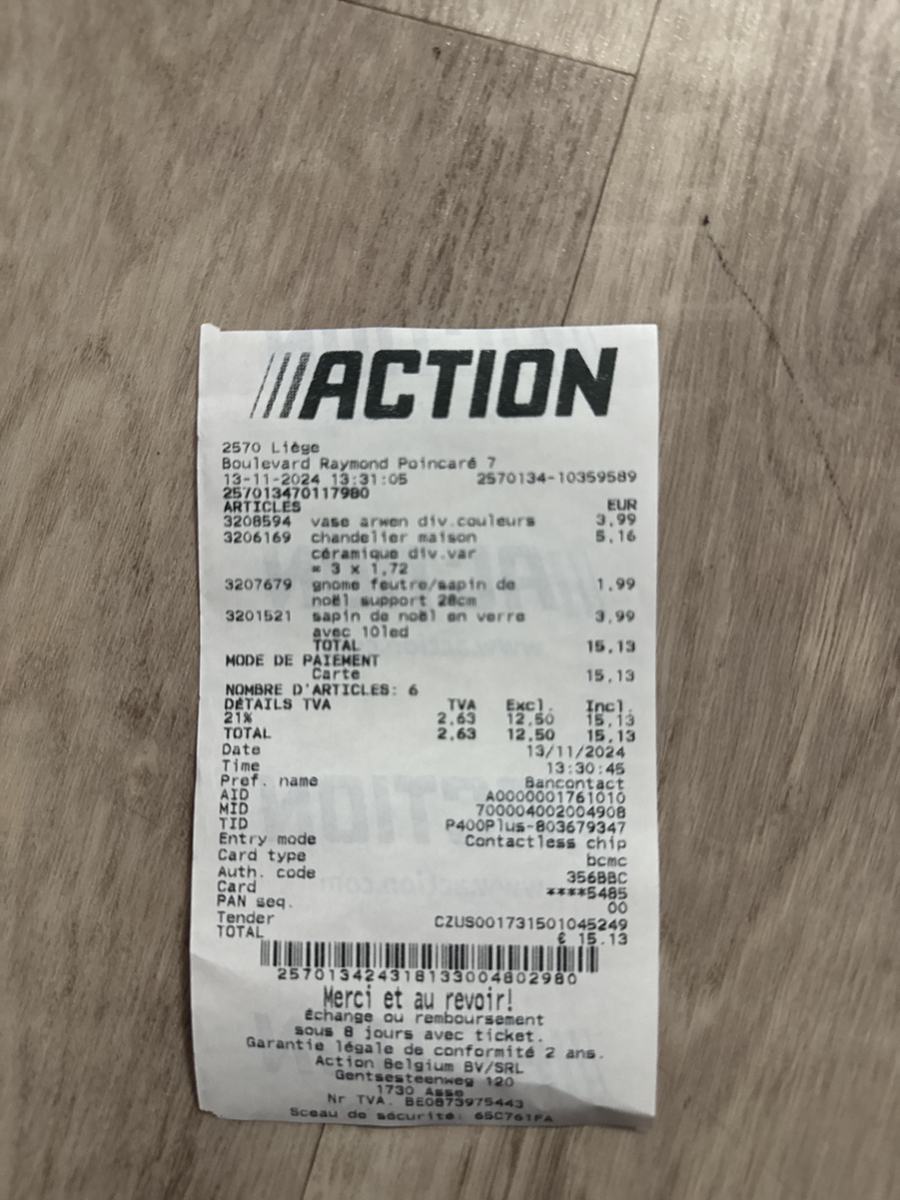 ///ACTION
2570 Liège
Boulevard Raymond Poincaré 7
13-11-2024 13:31:05 2570134-10359589
257013470117980
ARTICLES EUR
3208594 vase arwen div.couleurs 3,99
3206169 chandelier maison 5,16
céramique div.var
= 3 x 1,72
3207679 gnome feutre/sapin de 1,99
noël support 28cm
3201521 sapin de noël en verre 3,99
avec 10led
TOTAL 15,13
MODE DE PAIEMENT
Carte 15,13
NOMBRE D'ARTICLES: 6
DÉTAILS TVA TVA Excl. Incl.
21% 2,63 12,50 15,13
TOTAL 2,63 12,50 15,13
Date 13/11/2024
Time 13:30:45
Pref. name Bancontact
AID A0000001761010
MID 700004002004908
TID P400Plus-803679347
Entry mode Contactless chip
Card type bcmc
Auth. code 356BBC
Card ****5485
PAN seq. 00
Tender CZUS001731501045249
TOTAL € 15.13
257013424318133004802980
Merci et au revoir!
Échange ou remboursement
sous 8 jours avec ticket.
Garantie légale de conformité 2 ans.
Action Belgium BV/SRL
Gentsesteenweg 120
1730 Asse
Nr TVA. BE0873975443
Sceau de sécurité: 65C761FA